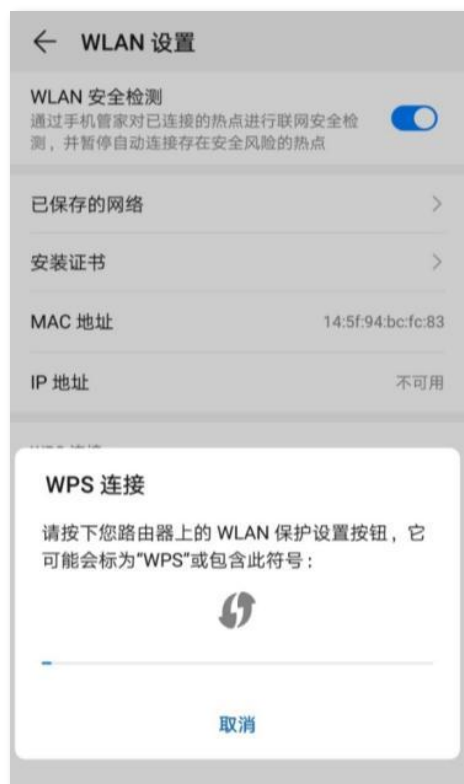 WLAN 设置
WLAN 安全检测
通过手机管家对已连接的热点进行联网安全检
测，并暂停自动连接存在安全风险的热点
已保存的网络
安装证书
MAC 地址 14:5f:94:bc:fc:83
IP 地址 不可用
WPS 连接
请按下您路由器上的 WLAN 保护设置按钮，它
可能会标为"WPS"或包含此符号：
取消